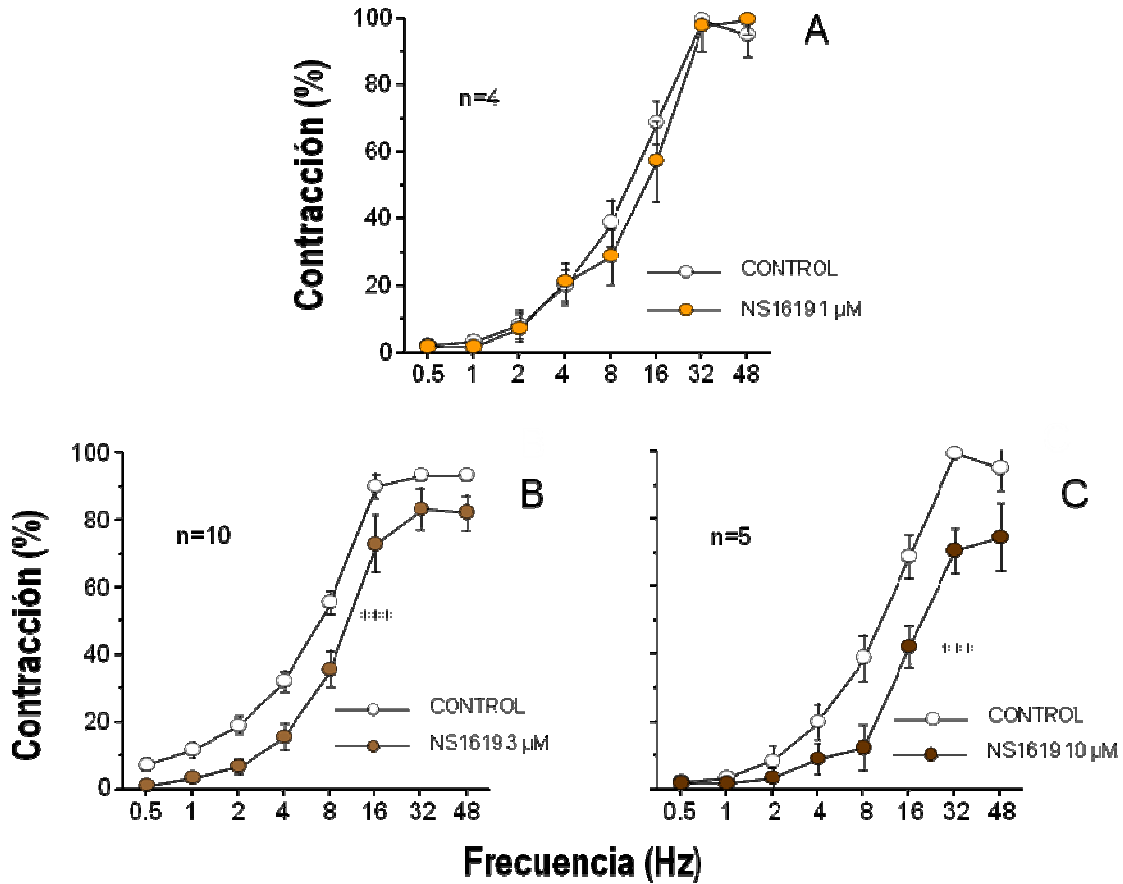 A
Contracción (%)
100
80
60
40
20
0
n=4
CONTROL
NS1619 1 µM
0.5 1 2 4 8 16 32 48
B
Contracción (%)
100
80
60
40
20
0
n=10
***
CONTROL
NS1619 3 µM
0.5 1 2 4 8 16 32 48
C
n=5
***
CONTROL
NS1619 10 µM
0.5 1 2 4 8 16 32 48
Frecuencia (Hz)